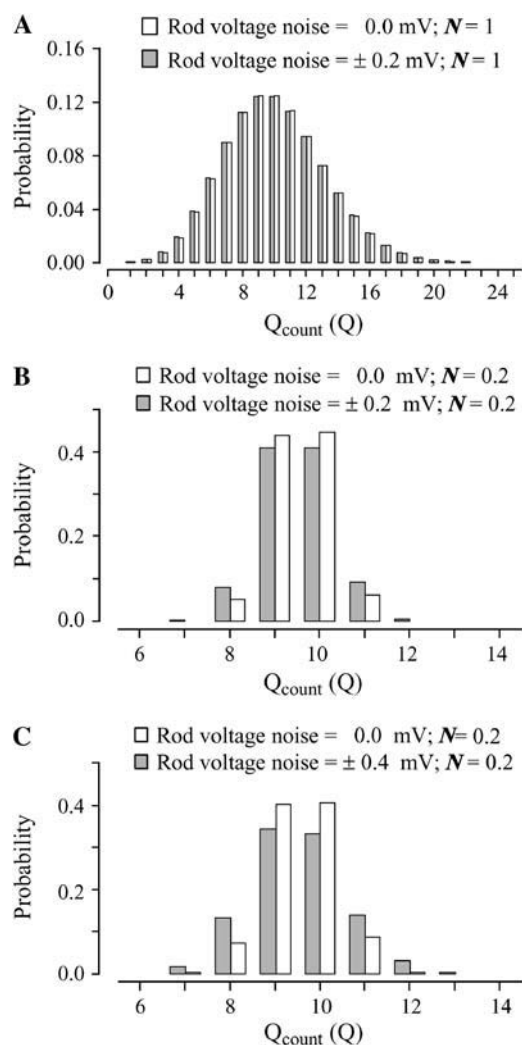 A
Rod voltage noise = 0.0 mV; N = 1
Rod voltage noise = ± 0.2 mV; N = 1
Probability
0.16
0.12
0.08
0.04
0.00
0 4 8 12 16 20 24
Qcount (Q)
B
Rod voltage noise = 0.0 mV; N = 0.2
Rod voltage noise = ± 0.2 mV; N = 0.2
Probability
0.4
0.2
0.0
6 8 10 12 14
Qcount (Q)
C
Rod voltage noise = 0.0 mV; N= 0.2
Rod voltage noise = ± 0.4 mV; N = 0.2
Probability
0.4
0.2
0.0
6 8 10 12 14
Qcount (Q)